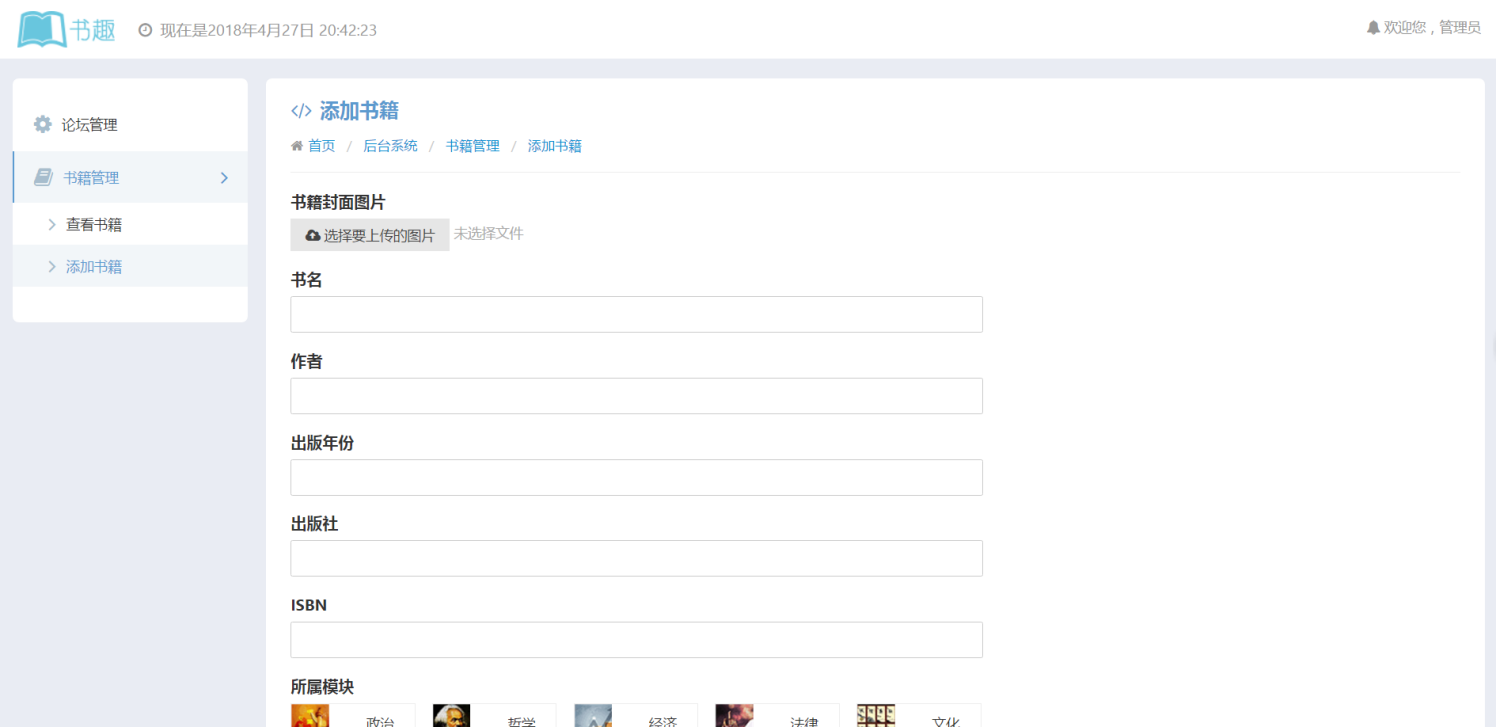 书趣 现在是2018年4月27日 20:42:23 欢迎您，管理员
论坛管理
书籍管理
查看书籍
添加书籍
</> 添加书籍
首页 / 后台系统 / 书籍管理 / 添加书籍
书籍封面图片
选择要上传的图片 未选择文件
书名
作者
出版年份
出版社
ISBN
所属模块
政治 哲学 经济 法律 文化